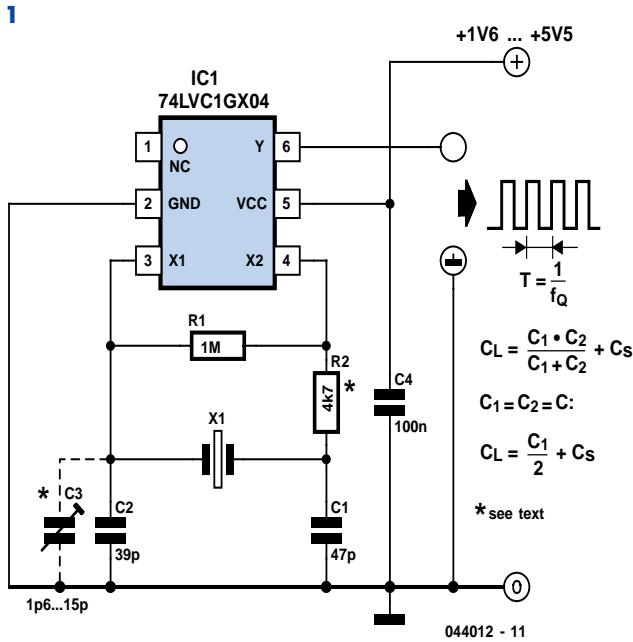 1
+1V6 ... +5V5
IC1
74LVC1GX04
1
NC
Y
6
2
GND
VCC
5
3
X1
X2
4
T = 1/fQ
R1
1M
R2
4k7
*
CL = C1 • C2 / C1 + C2 + CS
C4
100n
C1 = C2 = C:
X1
CL = C1 / 2 + CS
*
C3
C2
39p
C1
47p
* see text
1p6...15p
0
044012 - 11